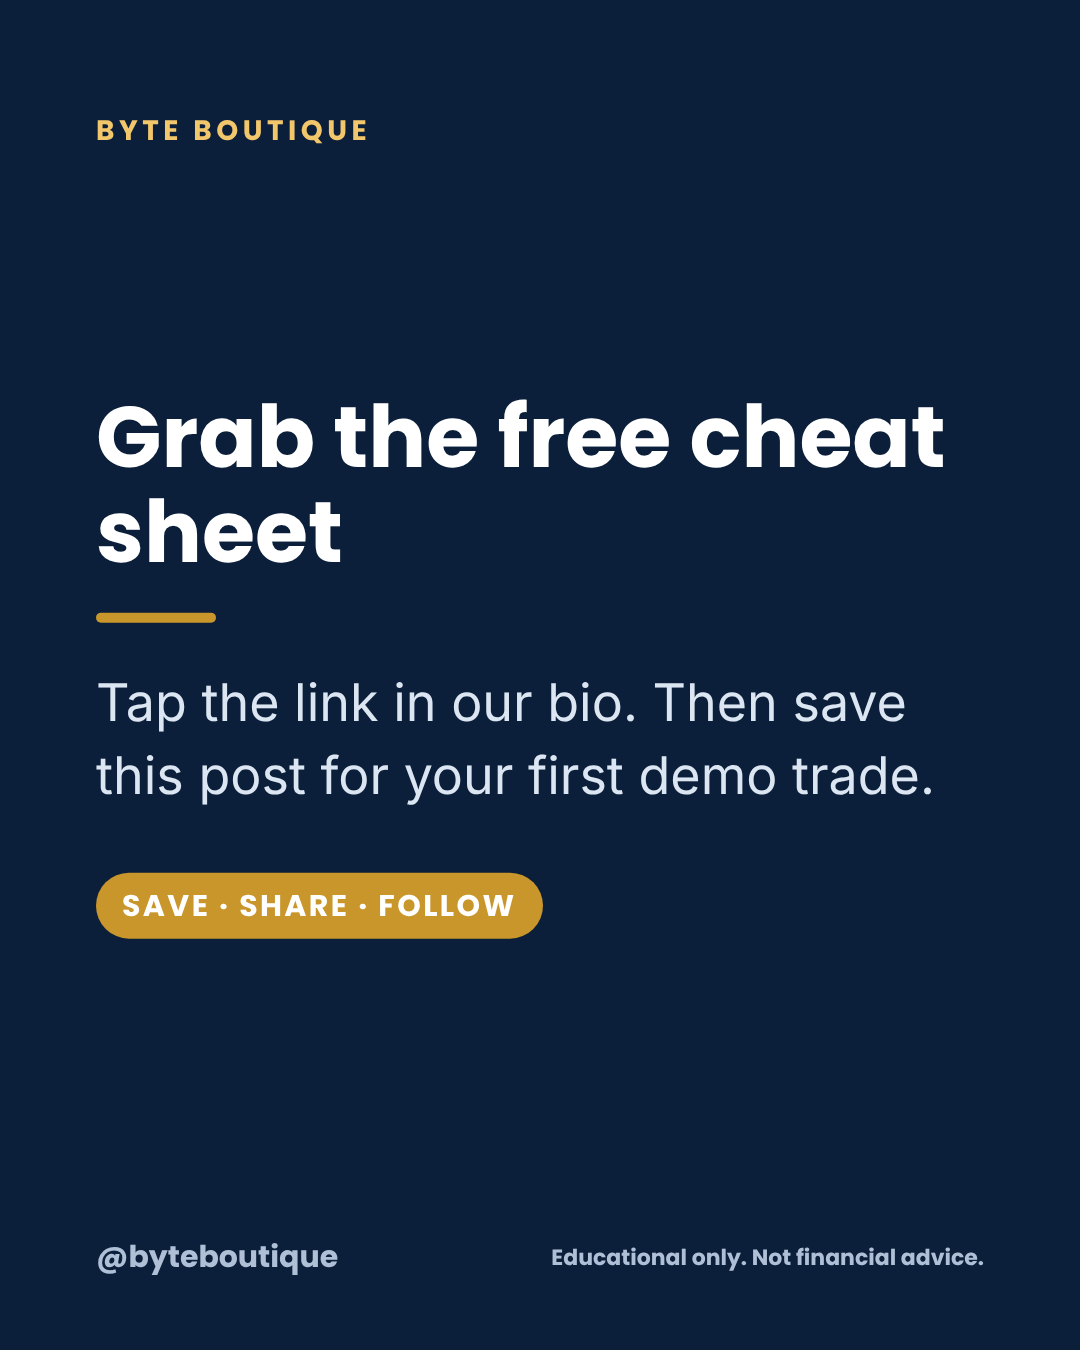 BYTE BOUTIQUE
Grab the free cheat
sheet
Tap the link in our bio. Then save
this post for your first demo trade.
SAVE · SHARE · FOLLOW
@byteboutique
Educational only. Not financial advice.